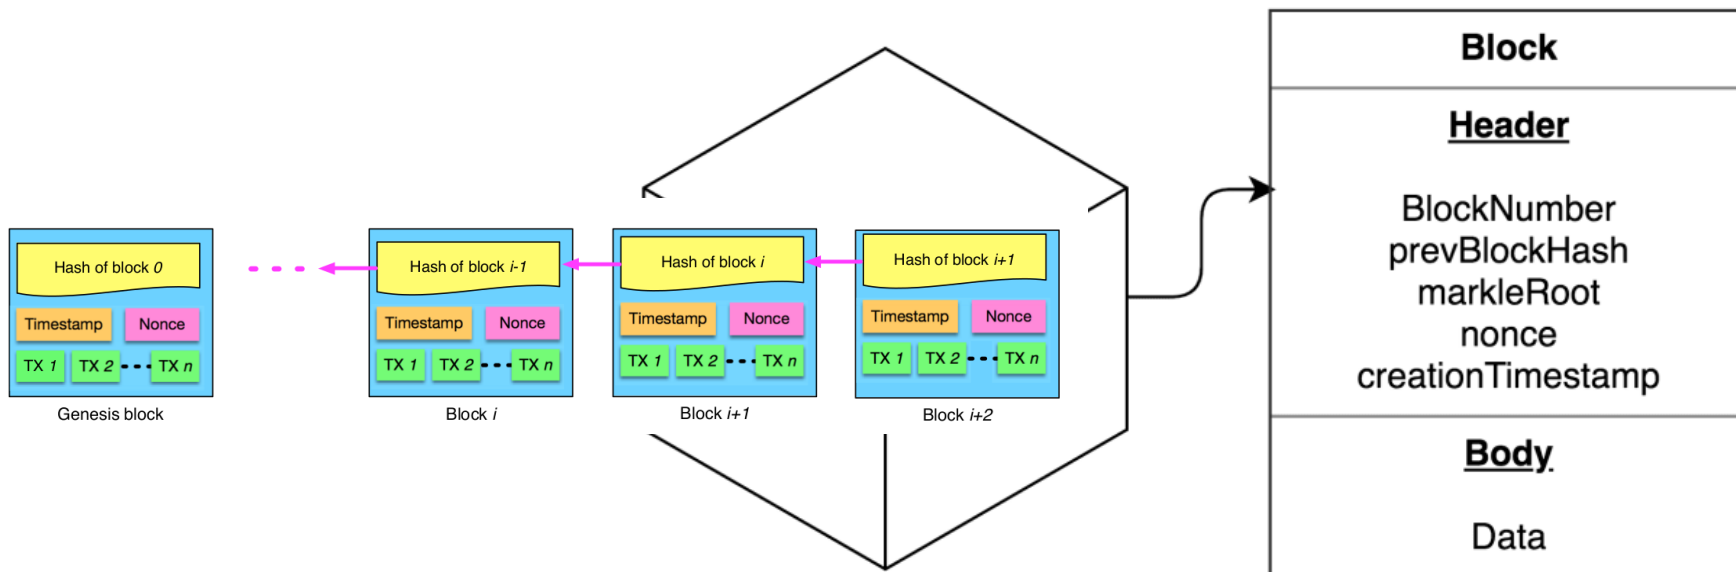 Hash of block 0
Timestamp Nonce
TX 1 TX 2 TX n
Genesis block
Hash of block i-1
Timestamp Nonce
TX 1 TX 2 TX n
Block i
Hash of block i
Timestamp Nonce
TX 1 TX 2 TX n
Block i+1
Hash of block i+1
Timestamp Nonce
TX 1 TX 2 TX n
Block i+2
Block
Header
BlockNumber
prevBlockHash
markleRoot
nonce
creationTimestamp
Body
Data